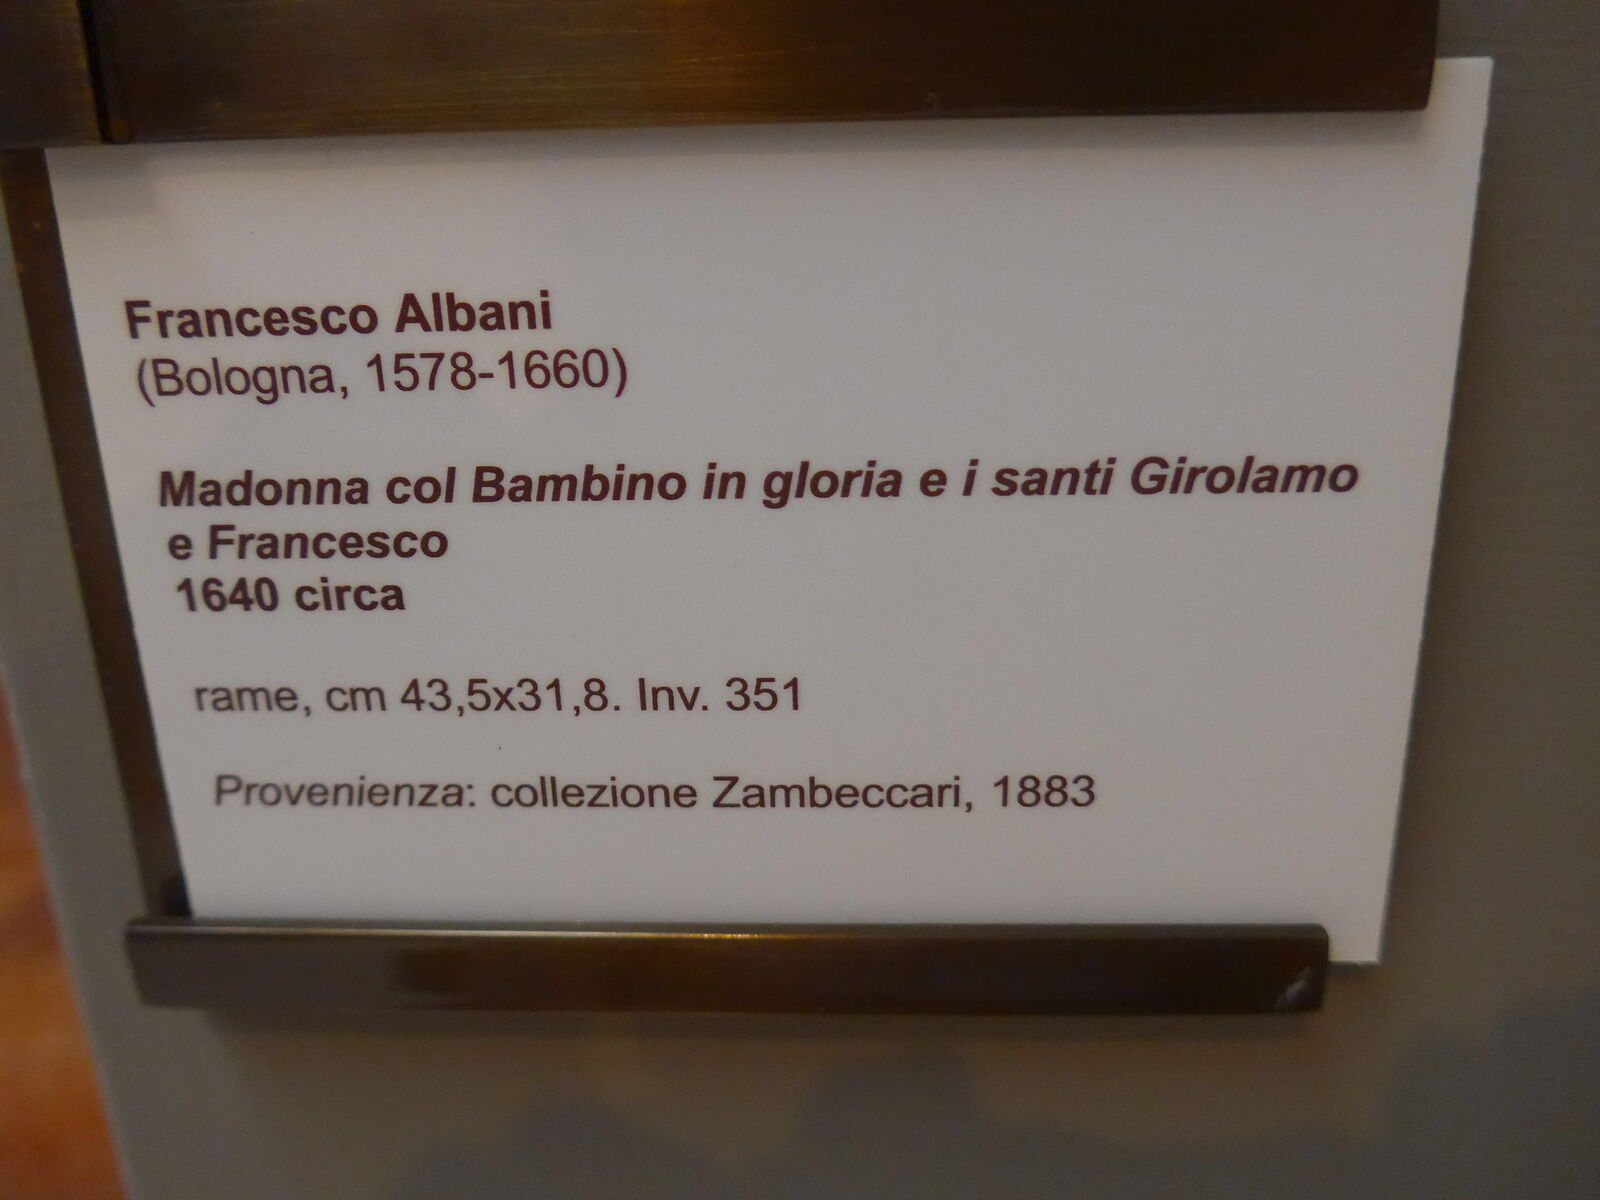 Francesco Albani
(Bologna, 1578-1660)
Madonna col Bambino in gloria e i santi Girolamo
e Francesco
1640 circa
rame, cm 43,5x31,8. Inv. 351
Provenienza: collezione Zambeccari, 1883